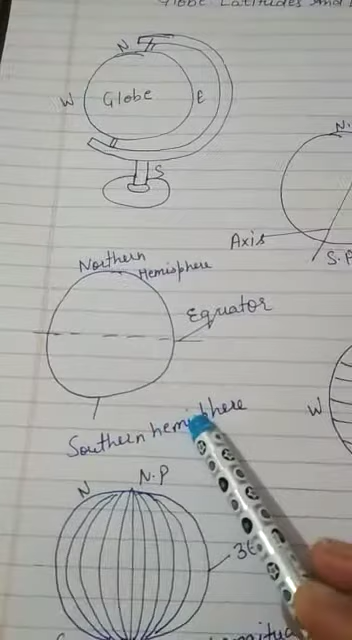 Globe Latitudes And
N
W Globe E
S
N.
Axis
S.P
Northern
Hemisphere
Equator
Southern hemisphere
W
N N.P
36